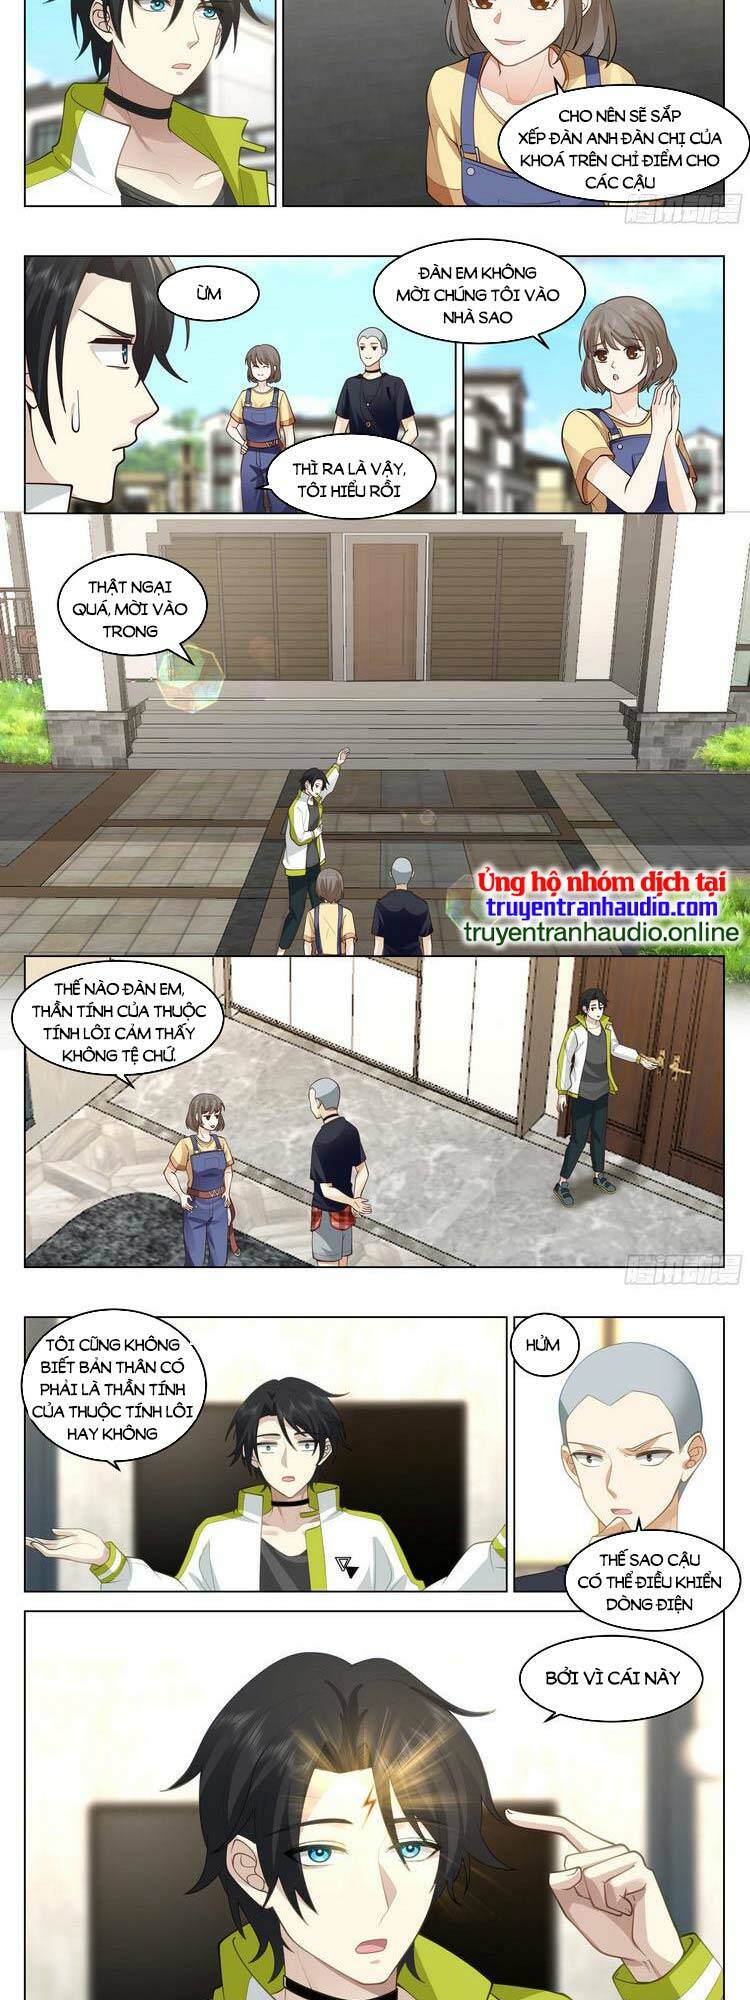 CHO NÊN SẼ SẮP
XẾP ĐÀN ANH ĐÀN CHỊ CỦA
KHOÁ TRÊN CHỈ ĐIỂM CHO
CÁC CẬU
ỪM
ĐÀN EM KHÔNG
MỜI CHÚNG TÔI VÀO
NHÀ SAO
THÌ RA LÀ VẬY,
TÔI HIỂU RỒI
THẬT NGẠI
QUÁ, MỜI VÀO
TRONG
Ủng hộ nhóm dịch tại
truyentranhaudio.com
truyentranhaudio.online
THẾ NÀO ĐÀN EM,
THẦN TÍNH CỦA THUỘC
TÍNH LÔI CẢM THẤY
KHÔNG TỆ CHỨ.
TÔI CŨNG KHÔNG
BIẾT BẢN THÂN CÓ
PHẢI LÀ THẦN TÍNH
CỦA THUỘC TÍNH LÔI
HAY KHÔNG
HỬM
THẾ SAO CẬU
CÓ THỂ ĐIỀU KHIỂN
DÒNG ĐIỆN
BỞI VÌ CÁI NÀY